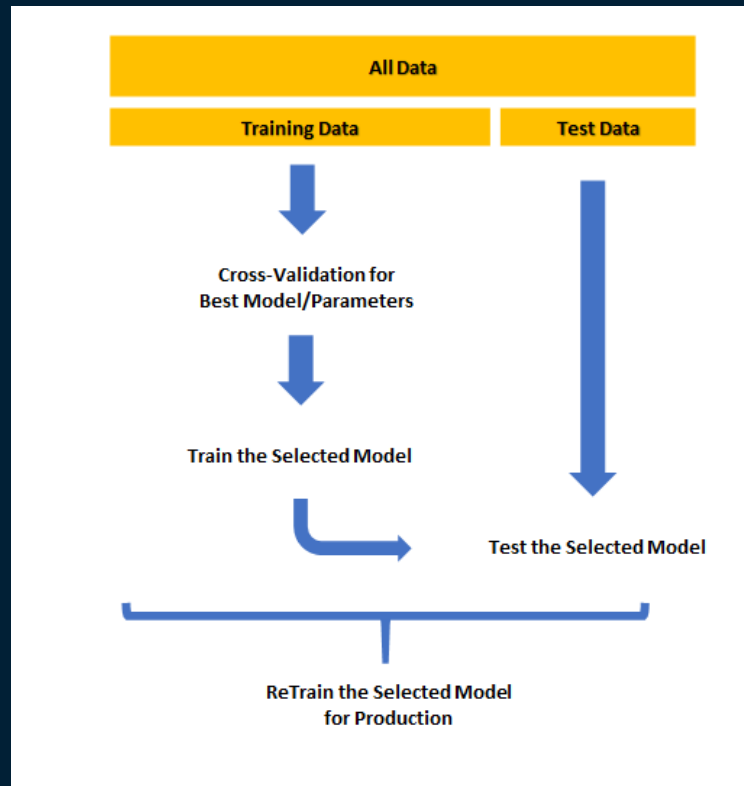 All Data
Training Data
Test Data
Cross-Validation for
Best Model/Parameters
Train the Selected Model
Test the Selected Model
ReTrain the Selected Model
for Production